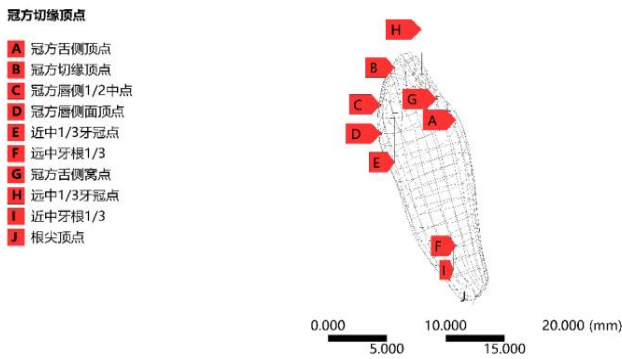 冠方切缘顶点
A 冠方舌侧顶点
B 冠方切缘顶点
C 冠方唇侧1/2中点
D 冠方唇侧面顶点
E 近中1/3牙冠点
F 远中牙根1/3
G 冠方舌侧窝点
H 远中1/3牙冠点
I 近中牙根1/3
J 根尖顶点
H
B
G
C
A
D
E
F
I
0.000 10.000 20.000 (mm)
5.000 15.000